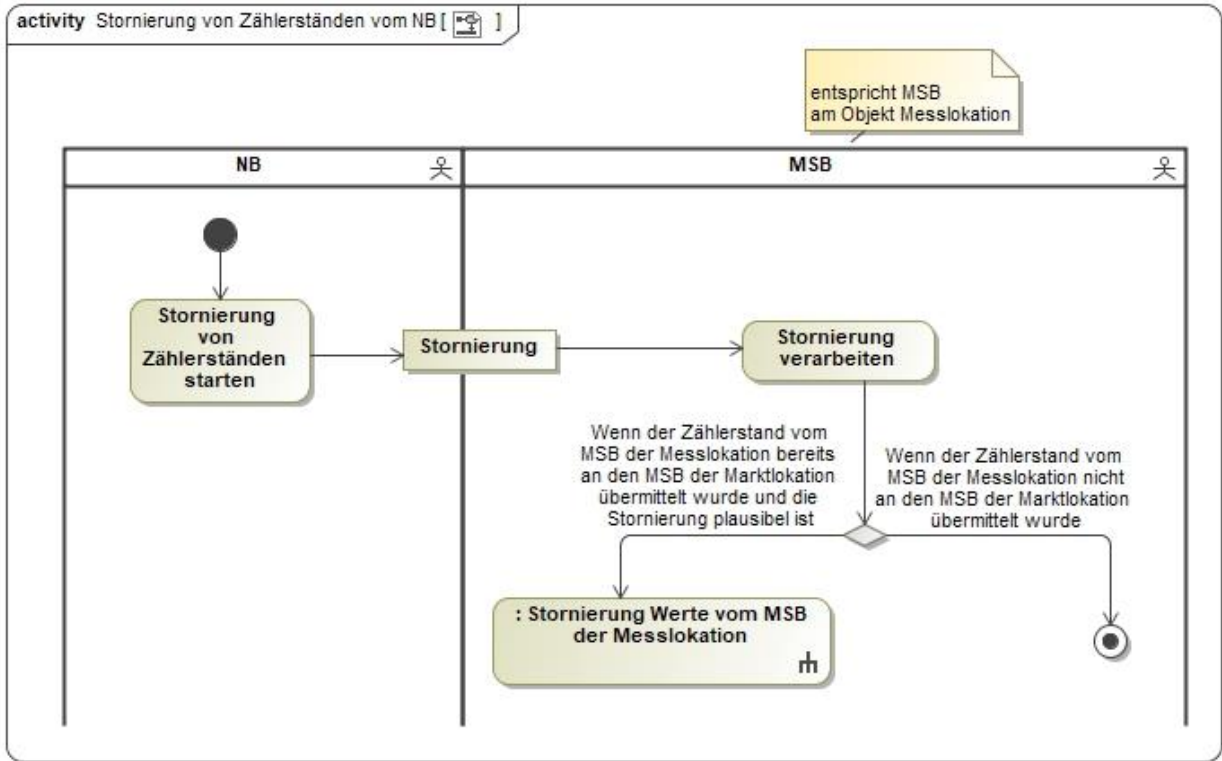 activity Stornierung von Zählerständen vom NB [ ]
entspricht MSB
am Objekt Messlokation
NB
MSB
Stornierung
von
Zählerständen
starten
Stornierung
Stornierung
verarbeiten
Wenn der Zählerstand vom
MSB der Messlokation bereits
an den MSB der Marktlokation
übermittelt wurde und die
Stornierung plausibel ist
Wenn der Zählerstand vom
MSB der Messlokation nicht
an den MSB der Marktlokation
übermittelt wurde
: Stornierung Werte vom MSB
der Messlokation